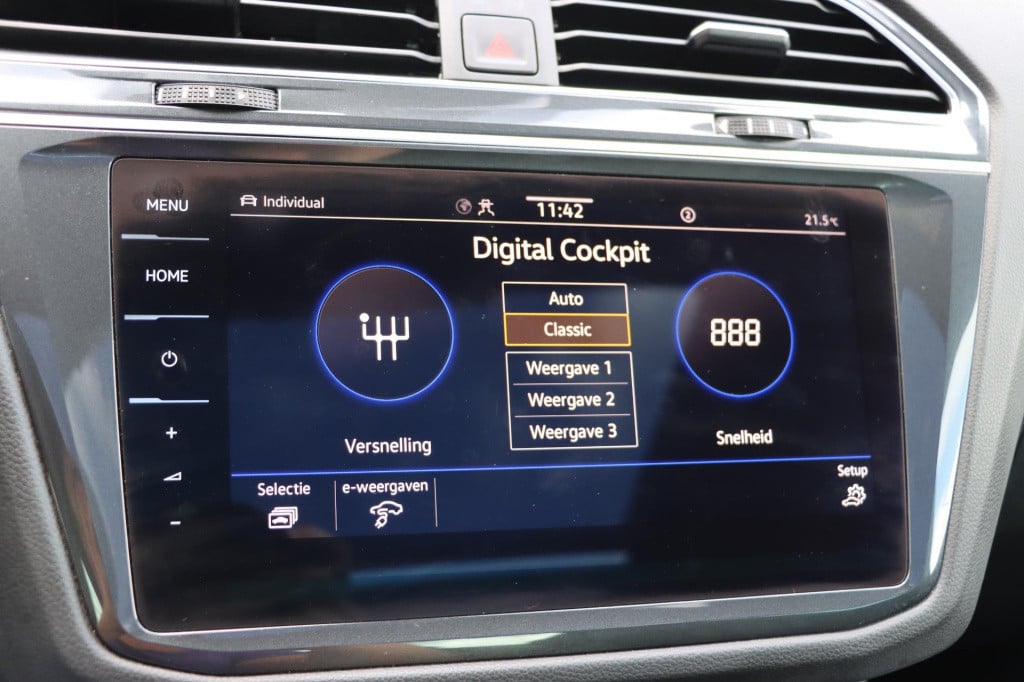 MENU
Individual
11:42
2
21.5°C
HOME
Digital Cockpit
Auto
Classic
888
Weergave 1
Weergave 2
Weergave 3
Versnelling
Snelheid
+
-
Selectie
e-weergaven
Setup